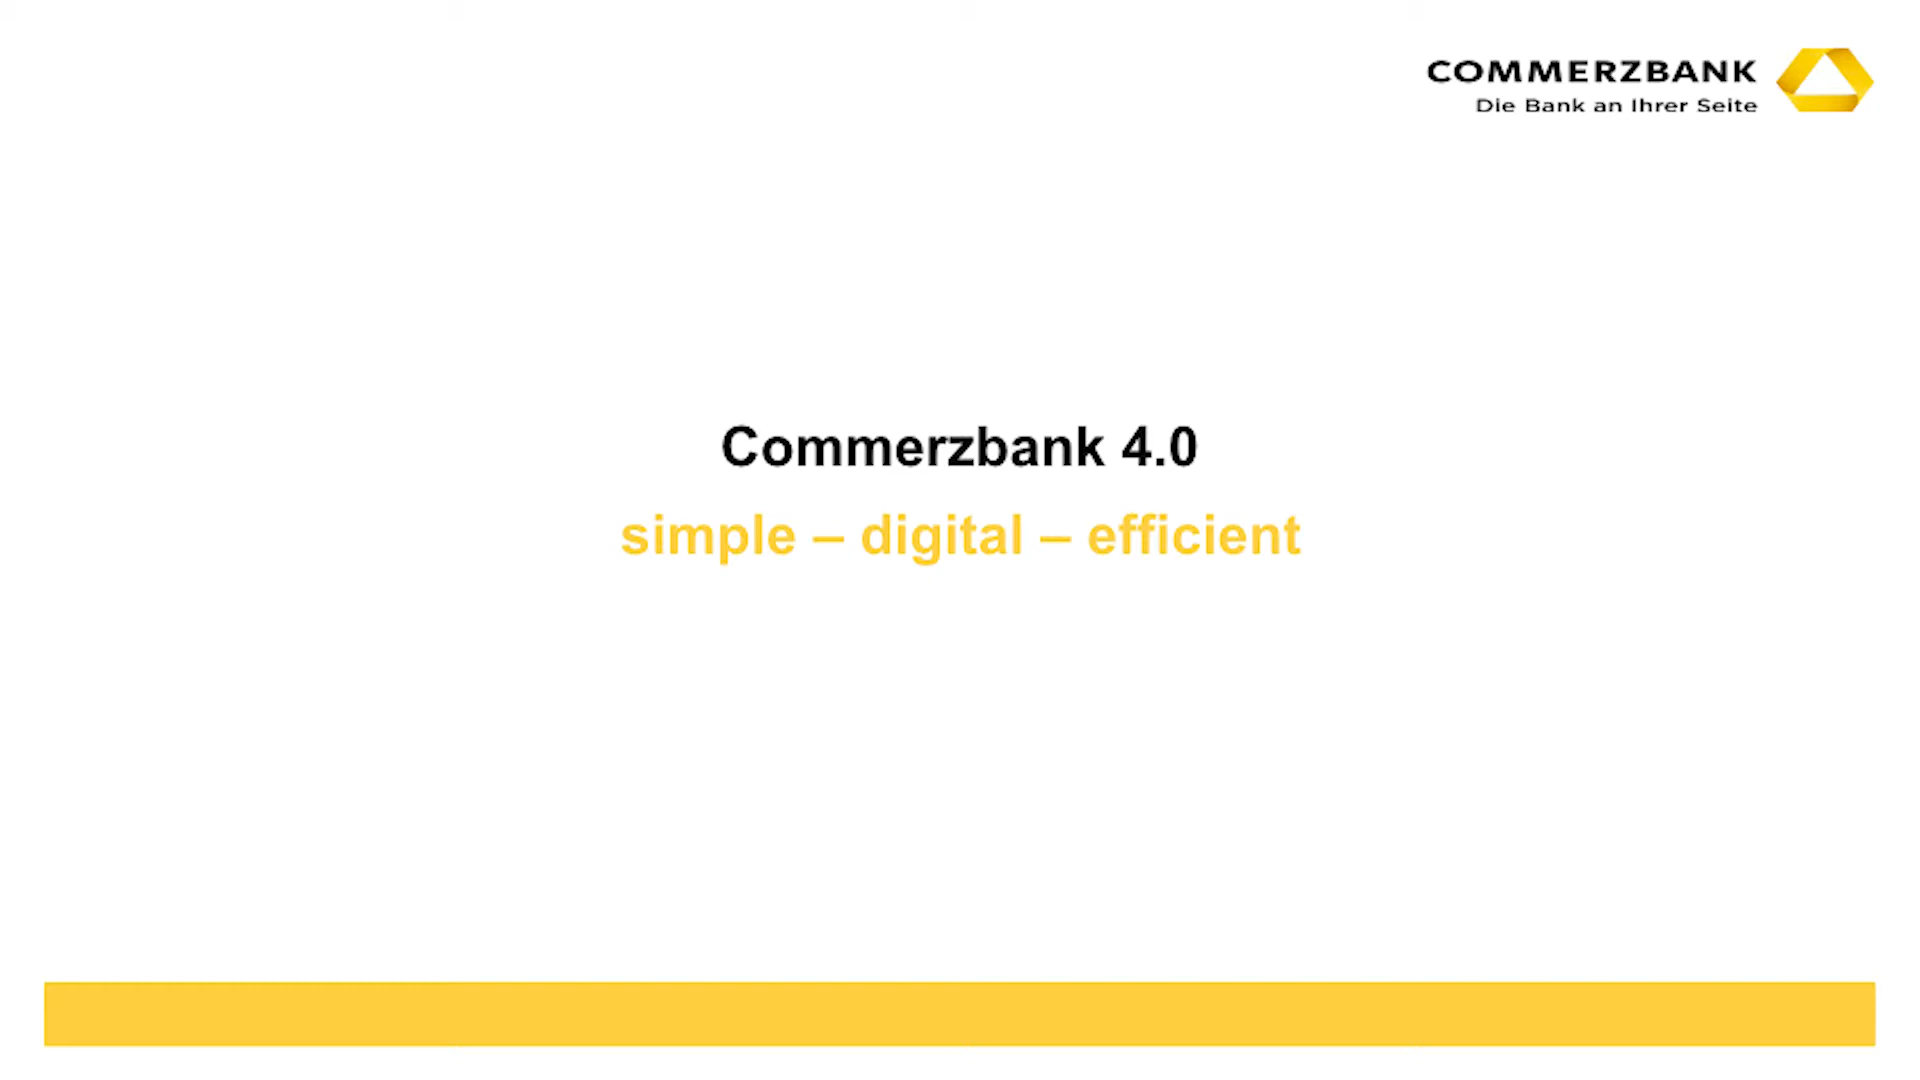 COMMERZBANK
Die Bank an Ihrer Seite
Commerzbank 4.0
simple – digital – efficient